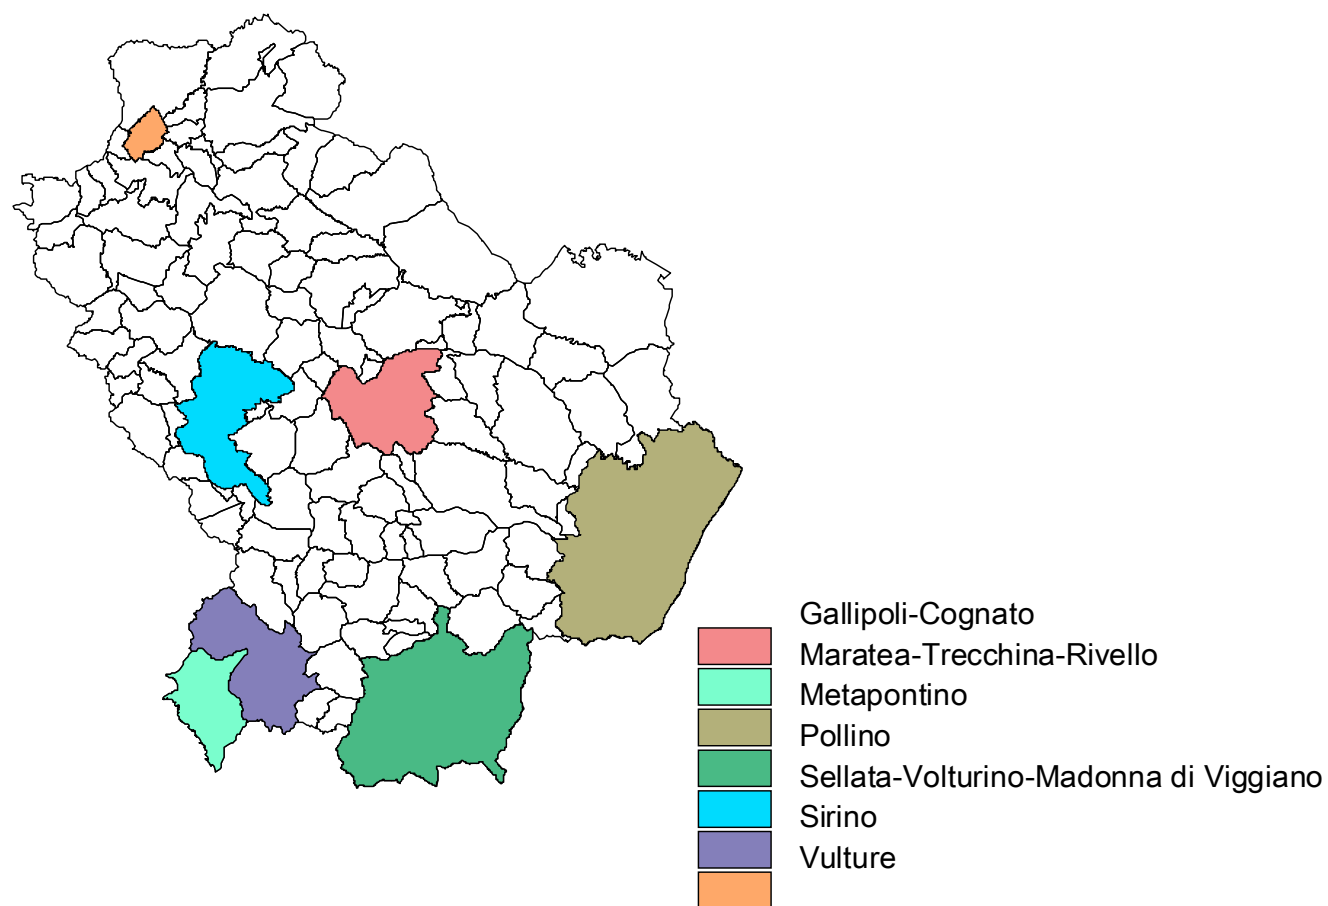 Gallipoli-Cognato
Maratea-Trecchina-Rivello
Metapontino
Pollino
Sellata-Volturino-Madonna di Viggiano
Sirino
Vulture